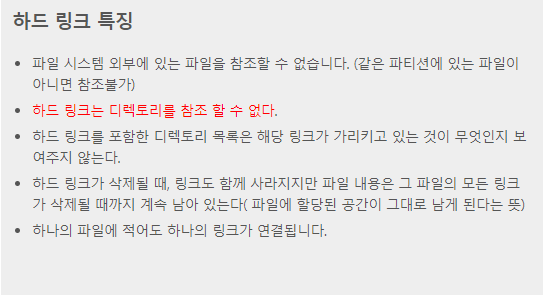 하드 링크 특징
파일 시스템 외부에 있는 파일을 참조할 수 없습니다. (같은 파티션에 있는 파일이
아니면 참조불가)
하드 링크는 디렉토리를 참조 할 수 없다.
하드 링크를 포함한 디렉토리 목록은 해당 링크가 가리키고 있는 것이 무엇인지 보
여주지 않는다.
하드 링크가 삭제될 때, 링크도 함께 사라지지만 파일 내용은 그 파일의 모든 링크
가 삭제될 때까지 계속 남아 있는다( 파일에 할당된 공간이 그대로 남게 된다는 뜻)
하나의 파일에 적어도 하나의 링크가 연결됩니다.